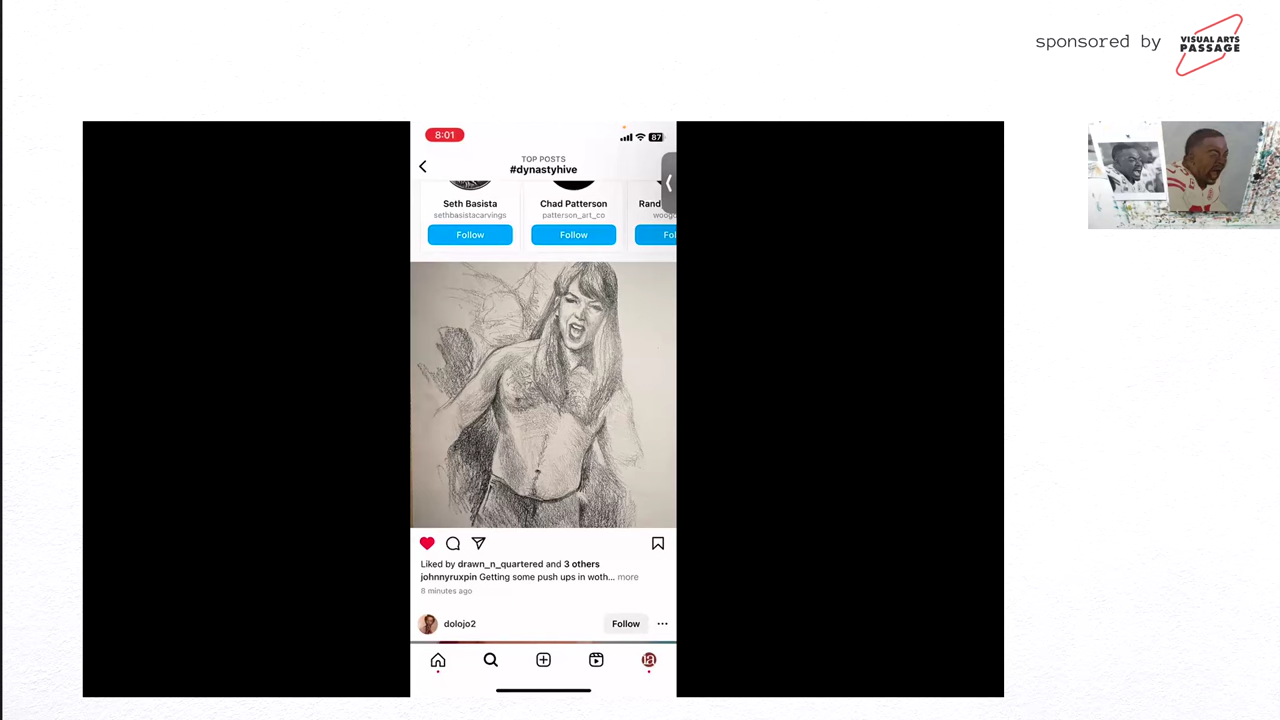 sponsored by
VISUAL ARTS
PASSAGE
8:01
87
TOP POSTS
#dynastyhive
Seth Basista
sethbasistacarvings
Follow
Chad Patterson
patterson_art_co
Follow
Rand
woog
Fol
Liked by drawn_n_quartered and 3 others
johnnyruxpin Getting some push ups in woth... more
8 minutes ago
dolojo2
Follow